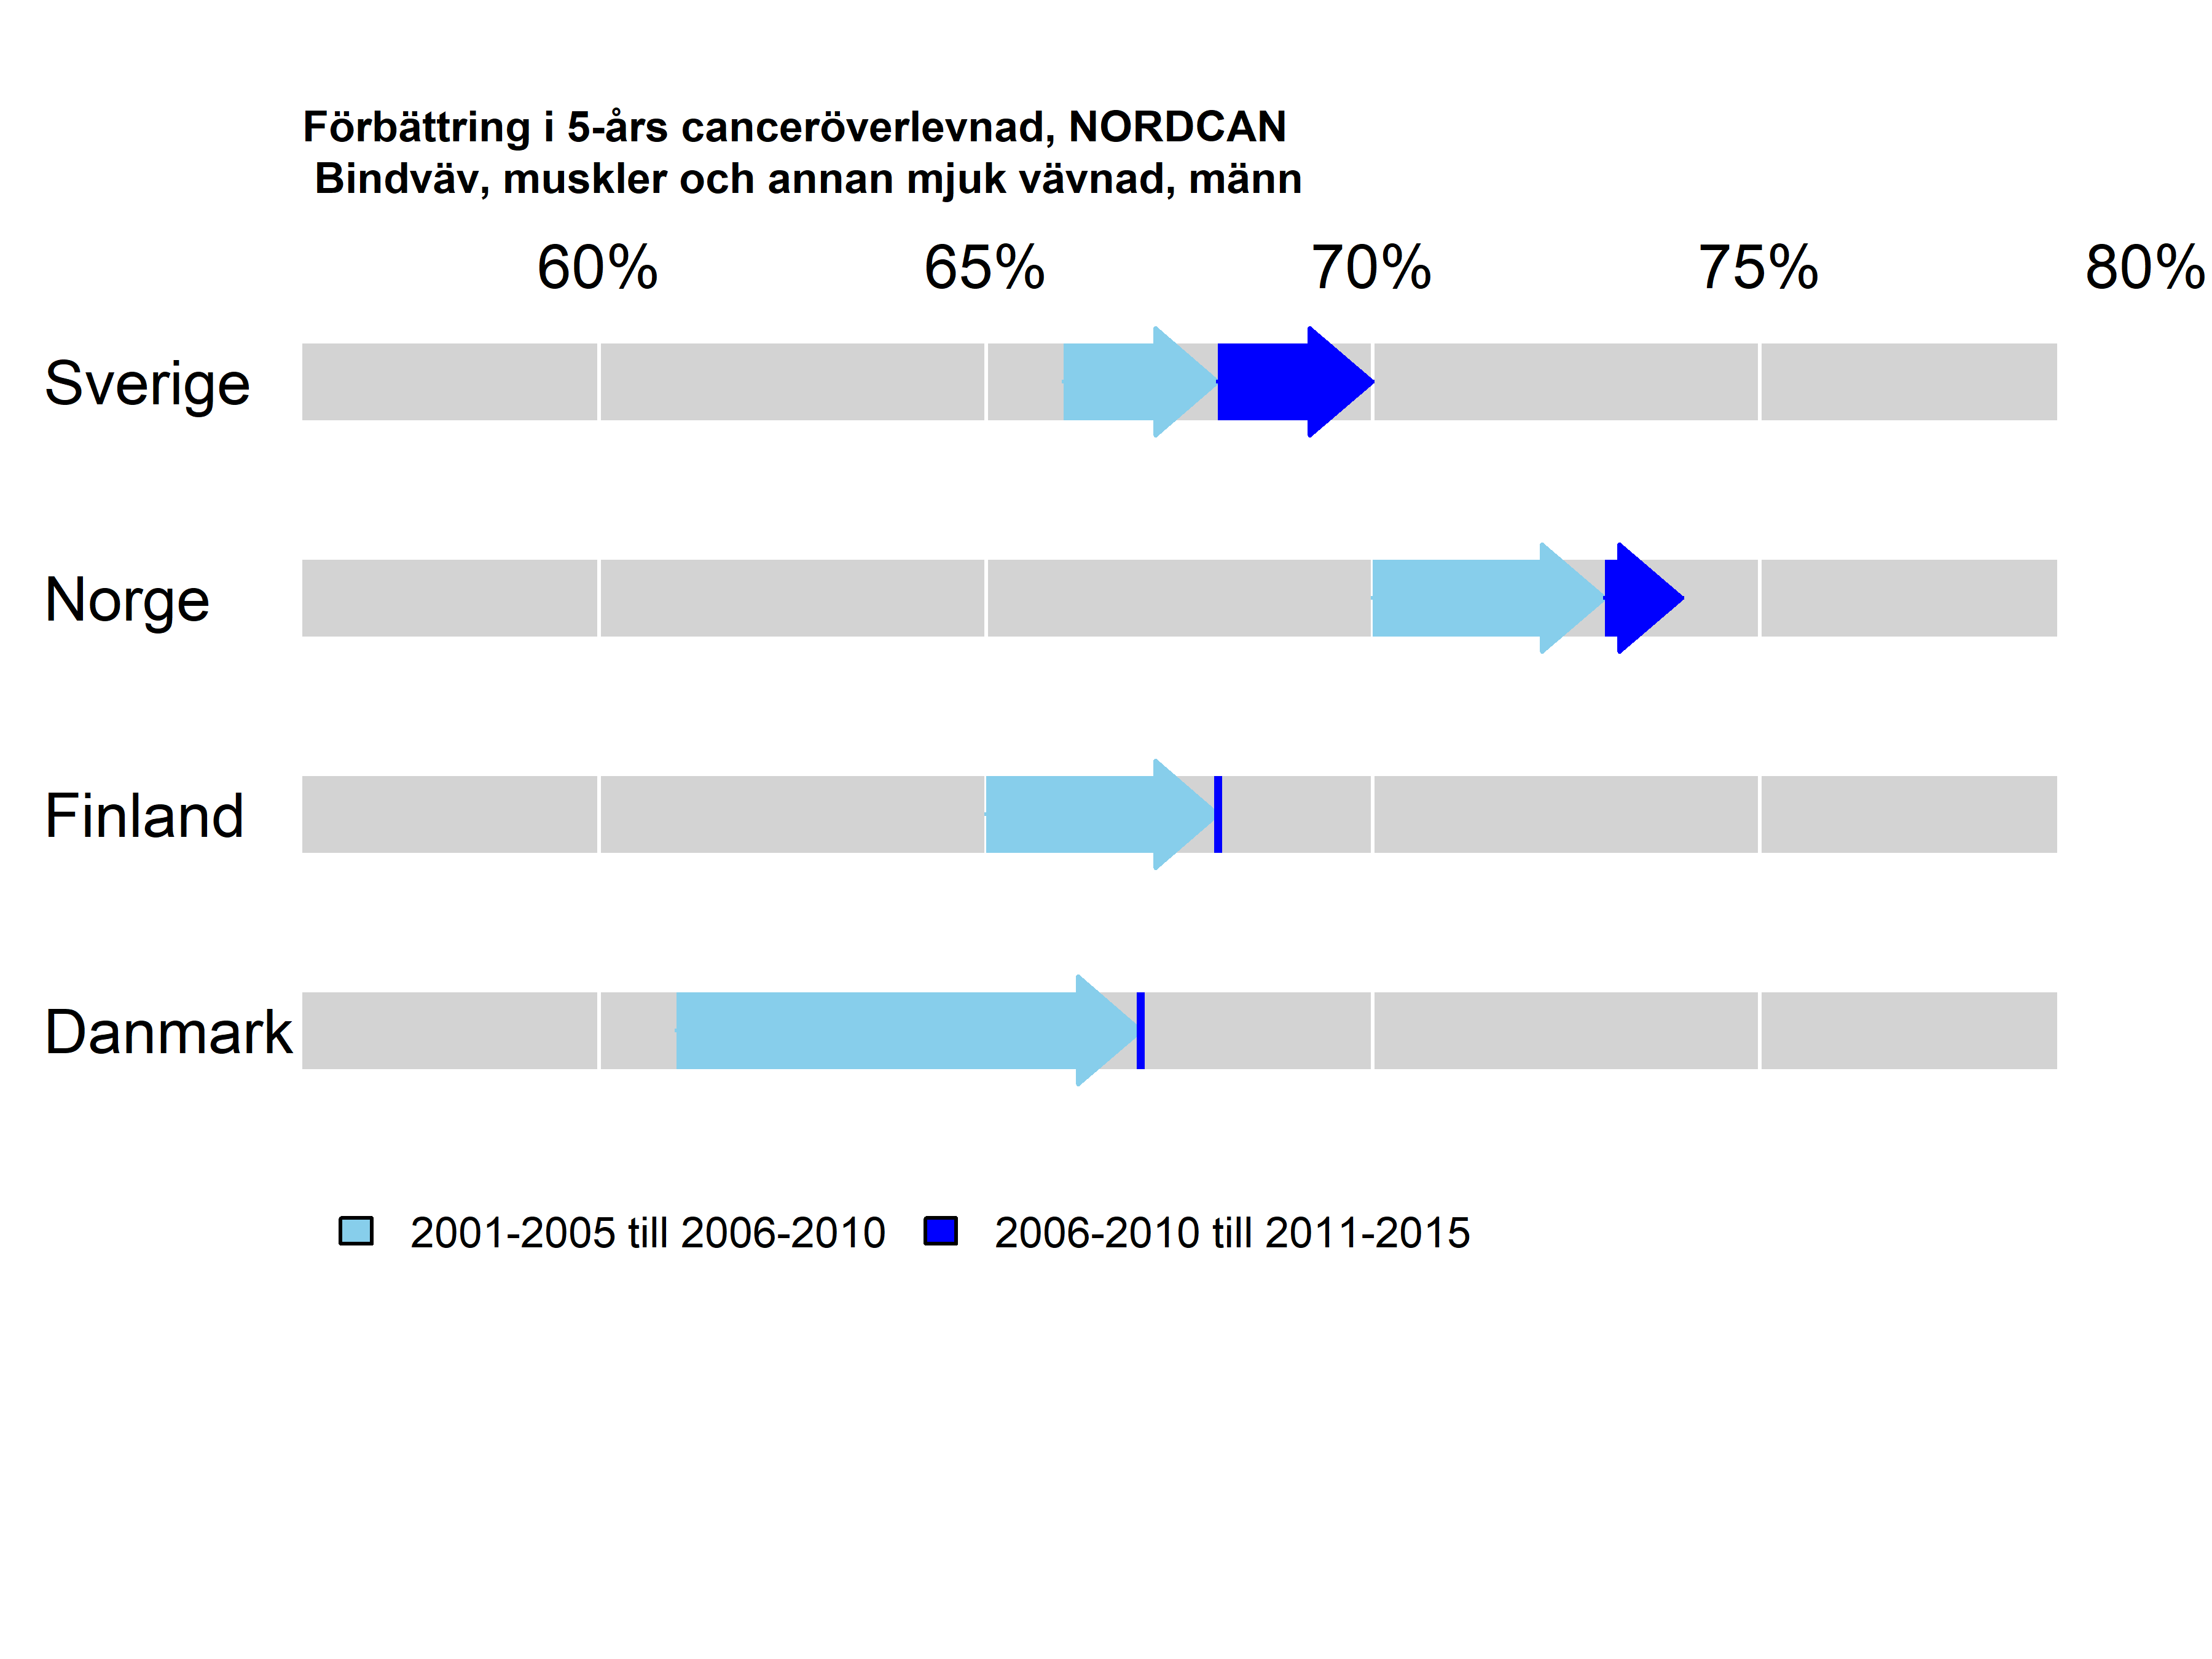 Förbättring i 5-års canceröverlevnad, NORDCAN
Bindväv, muskler och annan mjuk vävnad, männ
60% 65% 70% 75% 80%
Sverige
Norge
Finland
Danmark
2001-2005 till 2006-2010 2006-2010 till 2011-2015